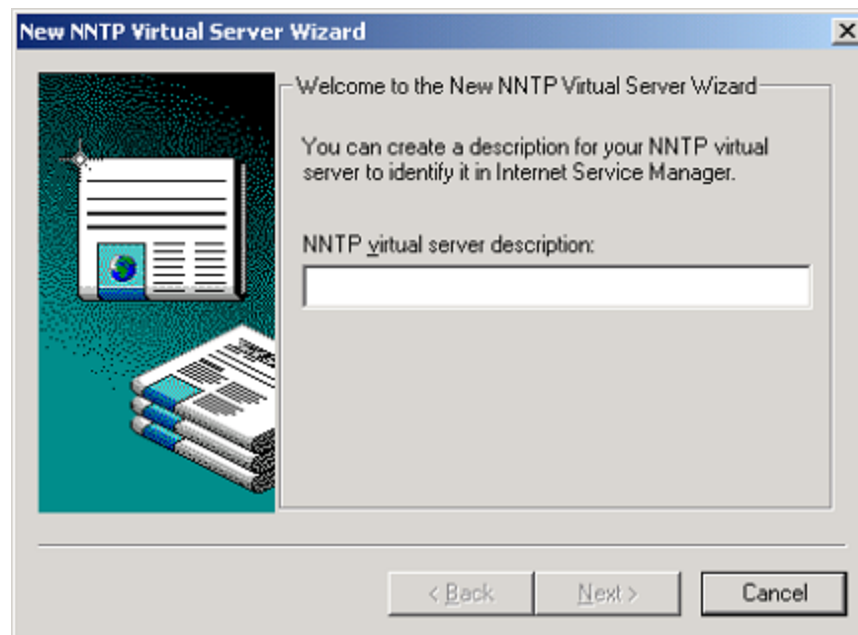 New NNTP Virtual Server Wizard
Welcome to the New NNTP Virtual Server Wizard
You can create a description for your NNTP virtual
server to identify it in Internet Service Manager.
NNTP virtual server description:
< Back
Next >
Cancel